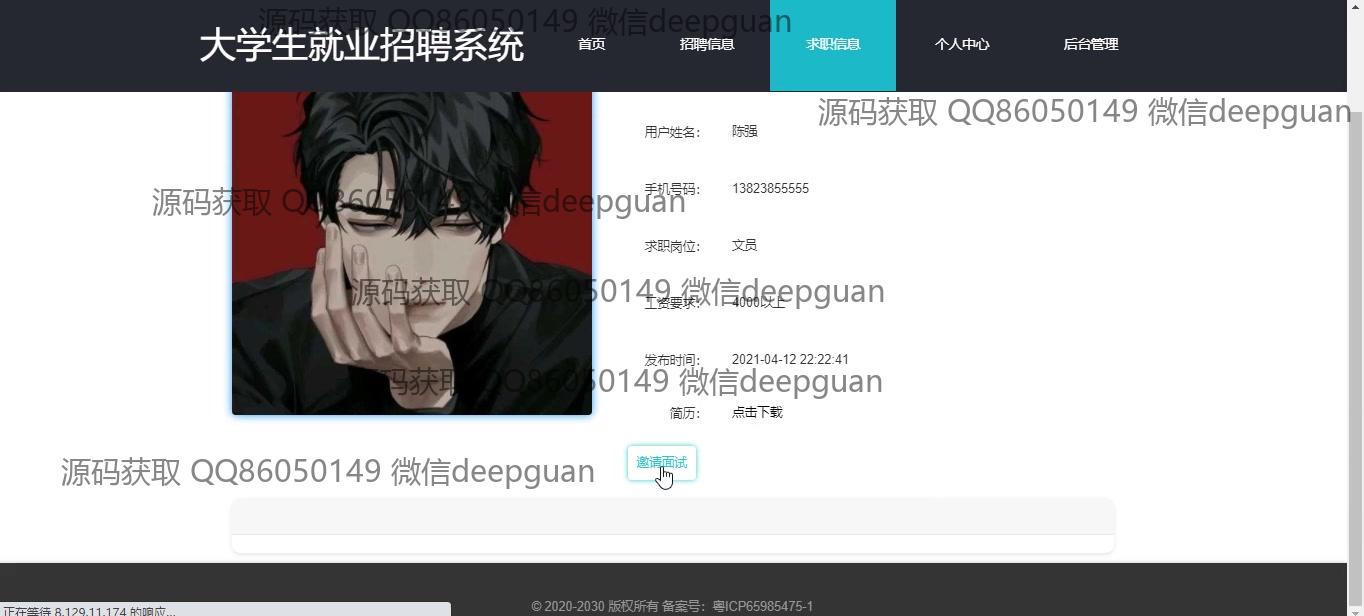 源码获取 QQ86050149 微信deepguan
大学生就业招聘系统
首页
招聘信息
求职信息
个人中心
后台管理
源码获取 QQ86050149 微信deepguan
用户姓名: 陈强
源码获取 QQ86050149 微信deepguan
手机号码: 13823855555
求职岗位: 文员
源码获取 QQ86050149 微信deepguan
工资要求: 4000以上
发布时间: 2021-04-12 22:22:41
源码获取 QQ86050149 微信deepguan
简历: 点击下载
源码获取 QQ86050149 微信deepguan
邀请面试
© 2020-2030 版权所有 备案号: 粤ICP65985475-1
正在等待 8.129.11.174 的响应...